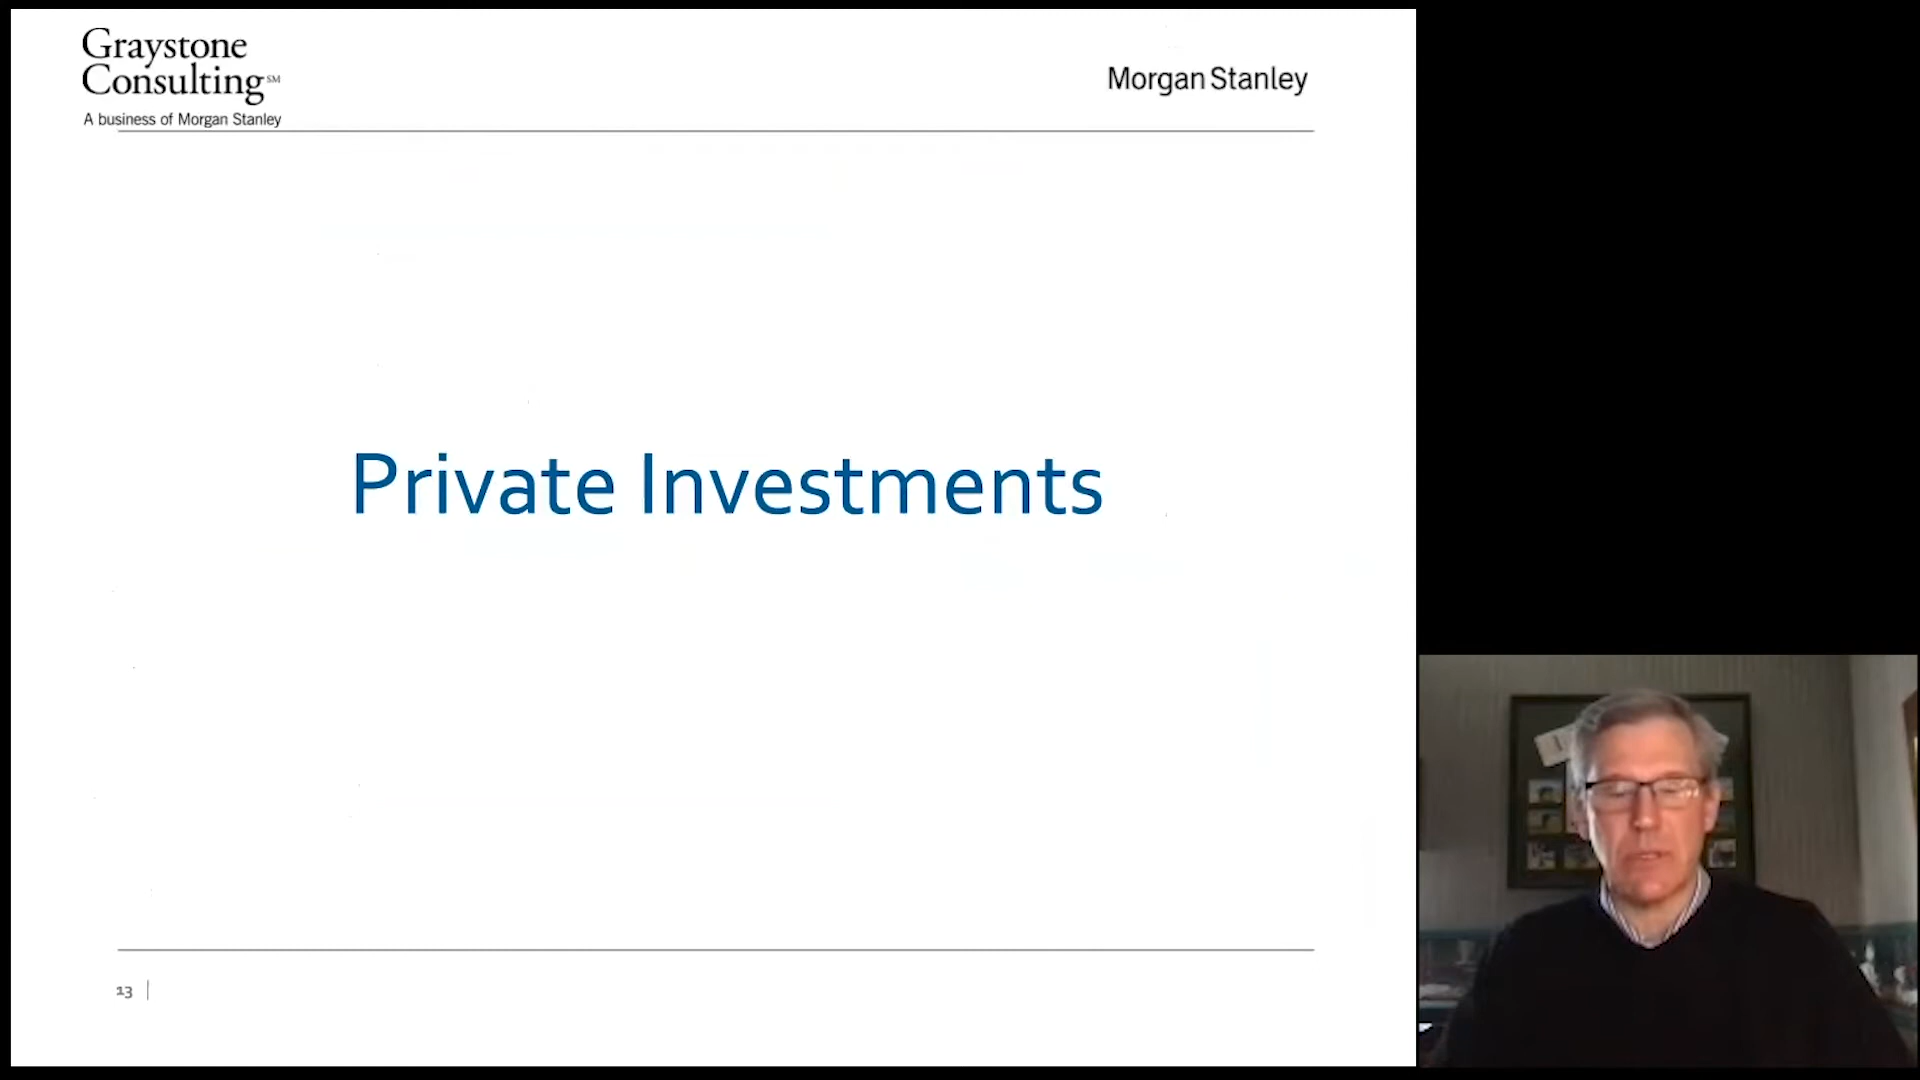 Graystone
Consulting℠
A business of Morgan Stanley
Morgan Stanley
Private Investments
13